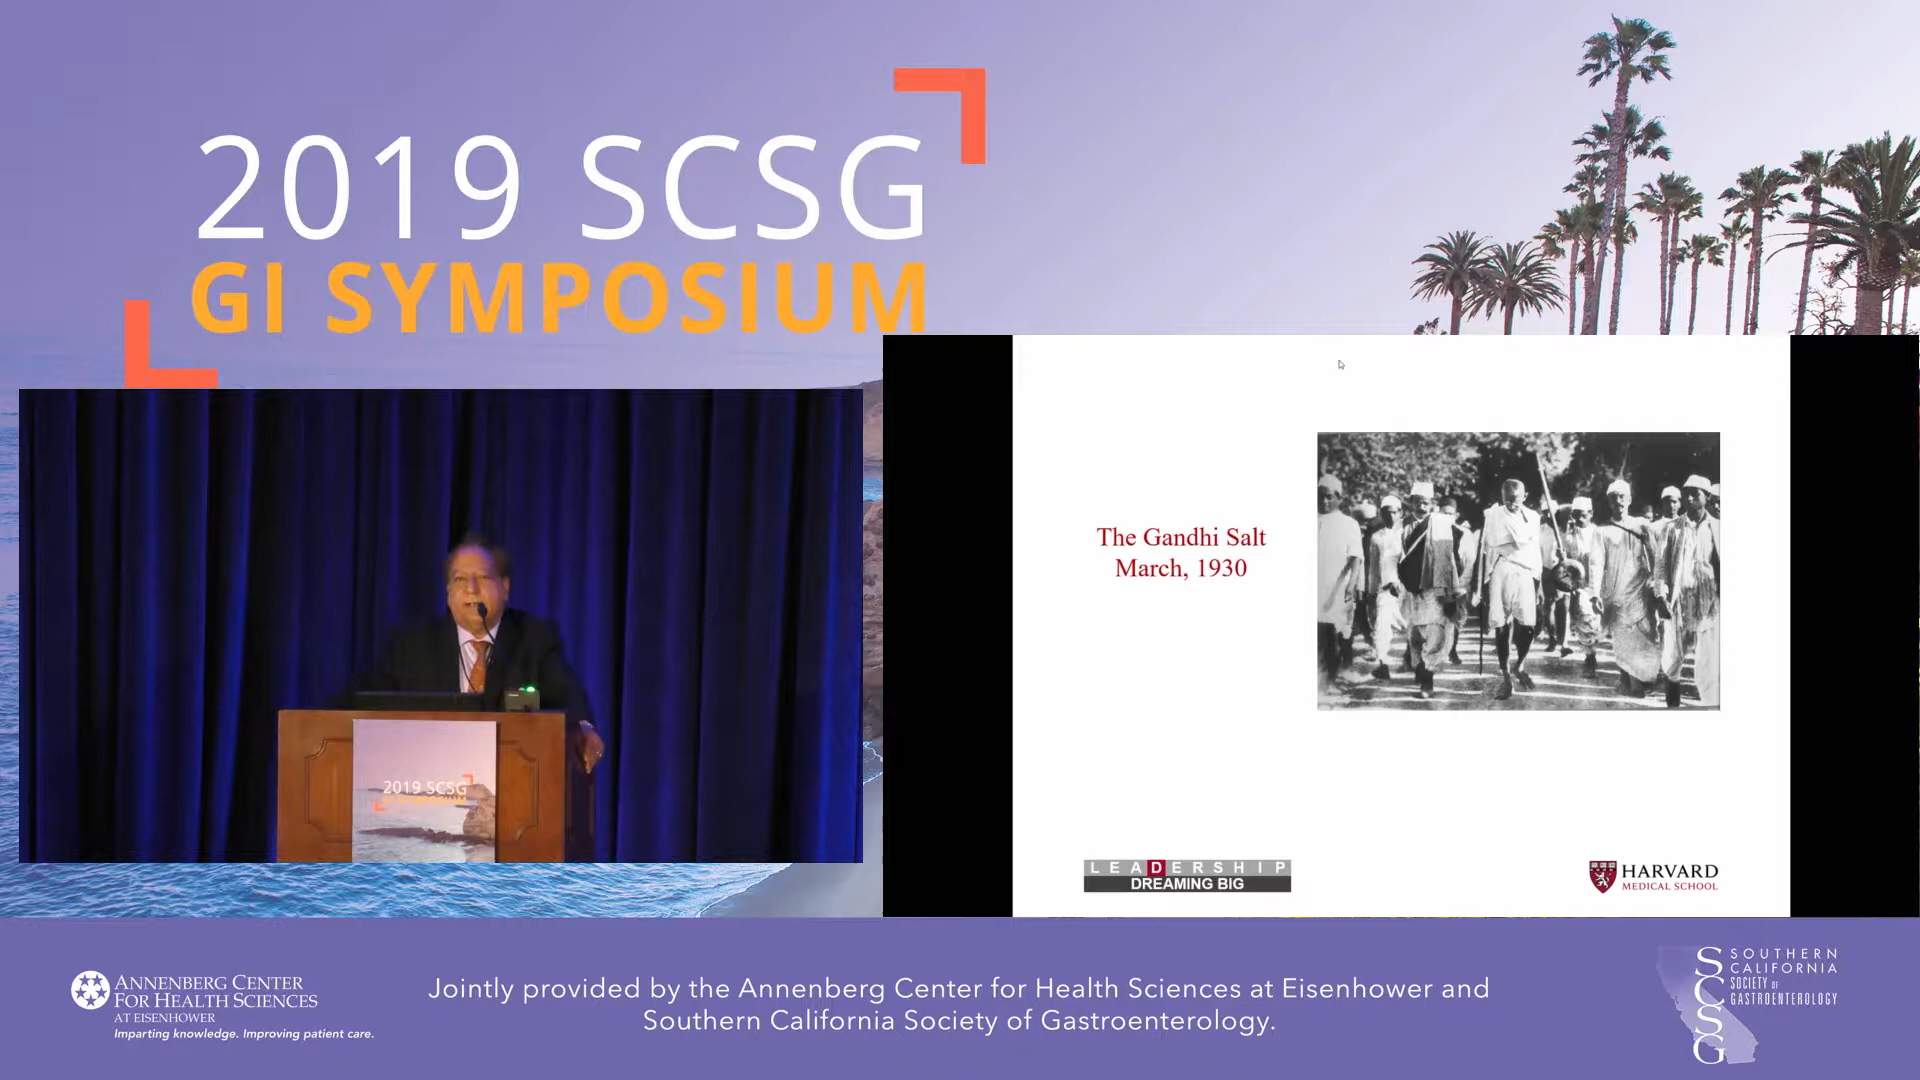 2019 SCSG
GI SYMPOSIUM
2019 SCSG
The Gandhi Salt
March, 1930
LEADERSHIP
DREAMING BIG
HARVARD
MEDICAL SCHOOL
ANNENBERG CENTER
FOR HEALTH SCIENCES
AT EISENHOWER
Imparting knowledge. Improving patient care.
Jointly provided by the Annenberg Center for Health Sciences at Eisenhower and
Southern California Society of Gastroenterology.
SCSG
SOUTHERN
CALIFORNIA
SOCIETY OF
GASTROENTEROLOGY